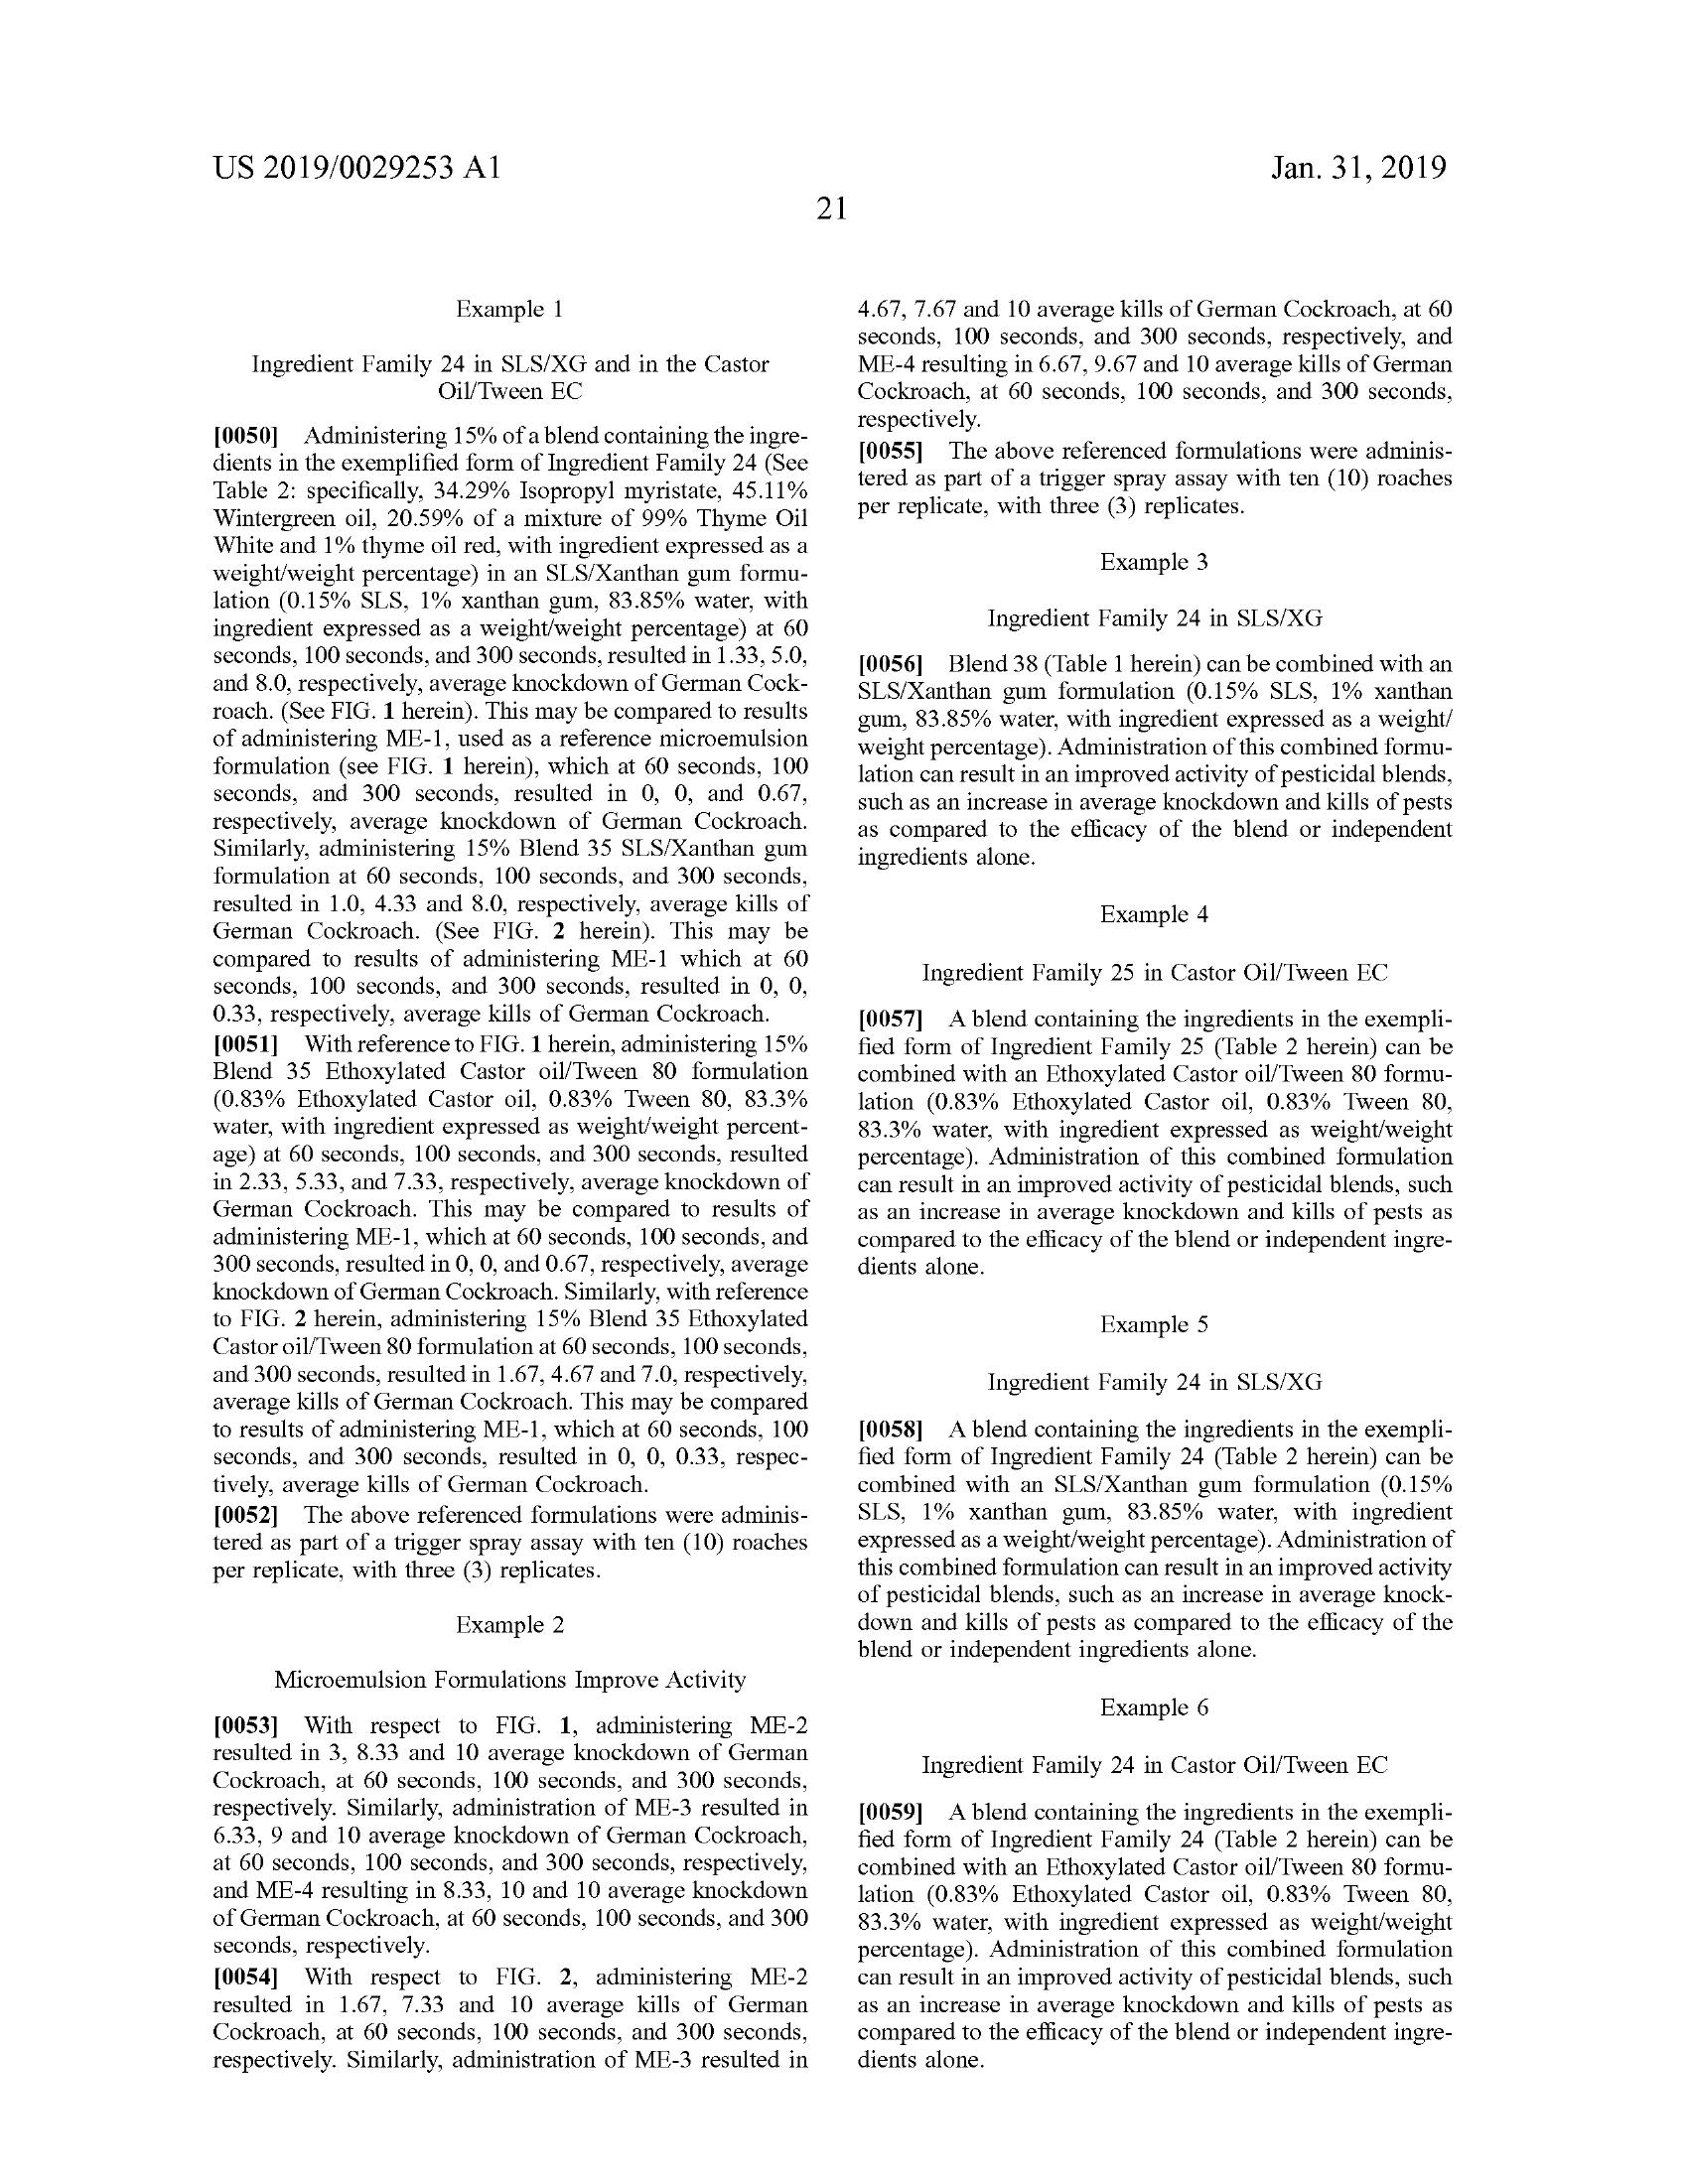 US 2019/0029253 A1
Jan. 31, 2019
21
Example 1
Ingredient Family 24 in SLS/XG and in the Castor
Oil/Tween EC
[0050] Administering 15% of a blend containing the ingre-
dients in the exemplified form of Ingredient Family 24 (See
Table 2: specifically, 34.29% Isopropyl myristate, 45.11%
Wintergreen oil, 20.59% of a mixture of 99% Thyme Oil
White and 1% thyme oil red, with ingredient expressed as a
weight/weight percentage) in an SLS/Xanthan gum formu-
lation (0.15% SLS, 1% xanthan gum, 83.85% water, with
ingredient expressed as a weight/weight percentage) at 60
seconds, 100 seconds, and 300 seconds, resulted in 1.33, 5.0,
and 8.0, respectively, average knockdown of German Cock-
roach. (See FIG. 1 herein). This may be compared to results
of administering ME-1, used as a reference microemulsion
formulation (see FIG. 1 herein), which at 60 seconds, 100
seconds, and 300 seconds, resulted in 0, 0, and 0.67,
respectively, average knockdown of German Cockroach.
Similarly, administering 15% Blend 35 SLS/Xanthan gum
formulation at 60 seconds, 100 seconds, and 300 seconds,
resulted in 1.0, 4.33 and 8.0, respectively, average kills of
German Cockroach. (See FIG. 2 herein). This may be
compared to results of administering ME-1 which at 60
seconds, 100 seconds, and 300 seconds, resulted in 0, 0,
0.33, respectively, average kills of German Cockroach.
[0051] With reference to FIG. 1 herein, administering 15%
Blend 35 Ethoxylated Castor oil/Tween 80 formulation
(0.83% Ethoxylated Castor oil, 0.83% Tween 80, 83.3%
water, with ingredient expressed as weight/weight percent-
age) at 60 seconds, 100 seconds, and 300 seconds, resulted
in 2.33, 5.33, and 7.33, respectively, average knockdown of
German Cockroach. This may be compared to results of
administering ME-1, which at 60 seconds, 100 seconds, and
300 seconds, resulted in 0, 0, and 0.67, respectively, average
knockdown of German Cockroach. Similarly, with reference
to FIG. 2 herein, administering 15% Blend 35 Ethoxylated
Castor oil/Tween 80 formulation at 60 seconds, 100 seconds,
and 300 seconds, resulted in 1.67, 4.67 and 7.0, respectively,
average kills of German Cockroach. This may be compared
to results of administering ME-1, which at 60 seconds, 100
seconds, and 300 seconds, resulted in 0, 0, 0.33, respec-
tively, average kills of German Cockroach.
[0052] The above referenced formulations were adminis-
tered as part of a trigger spray assay with ten (10) roaches
per replicate, with three (3) replicates.
Example 2
Microemulsion Formulations Improve Activity
[0053] With respect to FIG. 1, administering ME-2
resulted in 3, 8.33 and 10 average knockdown of German
Cockroach, at 60 seconds, 100 seconds, and 300 seconds,
respectively. Similarly, administration of ME-3 resulted in
6.33, 9 and 10 average knockdown of German Cockroach,
at 60 seconds, 100 seconds, and 300 seconds, respectively,
and ME-4 resulting in 8.33, 10 and 10 average knockdown
of German Cockroach, at 60 seconds, 100 seconds, and 300
seconds, respectively.
[0054] With respect to FIG. 2, administering ME-2
resulted in 1.67, 7.33 and 10 average kills of German
Cockroach, at 60 seconds, 100 seconds, and 300 seconds,
respectively. Similarly, administration of ME-3 resulted in
4.67, 7.67 and 10 average kills of German Cockroach, at 60
seconds, 100 seconds, and 300 seconds, respectively, and
ME-4 resulting in 6.67, 9.67 and 10 average kills of German
Cockroach, at 60 seconds, 100 seconds, and 300 seconds,
respectively.
[0055] The above referenced formulations were adminis-
tered as part of a trigger spray assay with ten (10) roaches
per replicate, with three (3) replicates.
Example 3
Ingredient Family 24 in SLS/XG
[0056] Blend 38 (Table 1 herein) can be combined with an
SLS/Xanthan gum formulation (0.15% SLS, 1% xanthan
gum, 83.85% water, with ingredient expressed as a weight/
weight percentage). Administration of this combined formu-
lation can result in an improved activity of pesticidal blends,
such as an increase in average knockdown and kills of pests
as compared to the efficacy of the blend or independent
ingredients alone.
Example 4
Ingredient Family 25 in Castor Oil/Tween EC
[0057] A blend containing the ingredients in the exempli-
fied form of Ingredient Family 25 (Table 2 herein) can be
combined with an Ethoxylated Castor oil/Tween 80 formu-
lation (0.83% Ethoxylated Castor oil, 0.83% Tween 80,
83.3% water, with ingredient expressed as weight/weight
percentage). Administration of this combined formulation
can result in an improved activity of pesticidal blends, such
as an increase in average knockdown and kills of pests as
compared to the efficacy of the blend or independent ingre-
dients alone.
Example 5
Ingredient Family 24 in SLS/XG
[0058] A blend containing the ingredients in the exempli-
fied form of Ingredient Family 24 (Table 2 herein) can be
combined with an SLS/Xanthan gum formulation (0.15%
SLS, 1% xanthan gum, 83.85% water, with ingredient
expressed as a weight/weight percentage). Administration of
this combined formulation can result in an improved activity
of pesticidal blends, such as an increase in average knock-
down and kills of pests as compared to the efficacy of the
blend or independent ingredients alone.
Example 6
Ingredient Family 24 in Castor Oil/Tween EC
[0059] A blend containing the ingredients in the exempli-
fied form of Ingredient Family 24 (Table 2 herein) can be
combined with an Ethoxylated Castor oil/Tween 80 formu-
lation (0.83% Ethoxylated Castor oil, 0.83% Tween 80,
83.3% water, with ingredient expressed as weight/weight
percentage). Administration of this combined formulation
can result in an improved activity of pesticidal blends, such
as an increase in average knockdown and kills of pests as
compared to the efficacy of the blend or independent ingre-
dients alone.